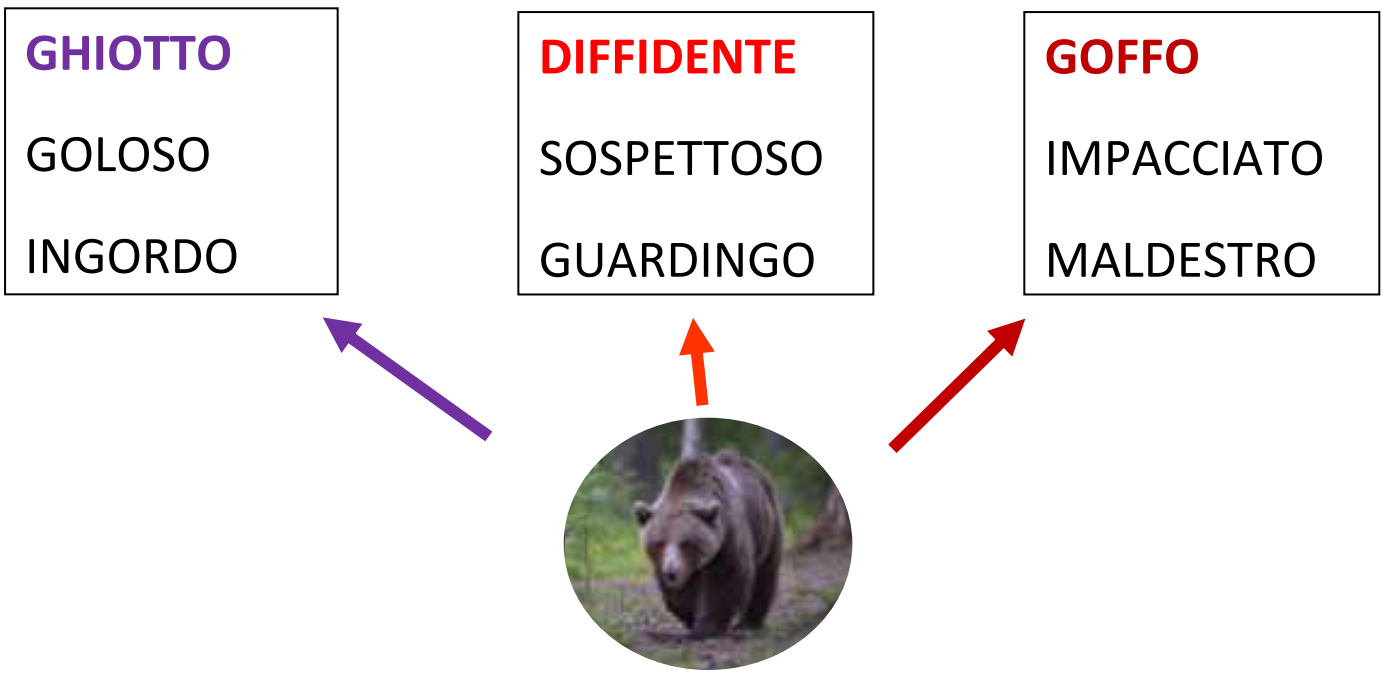 GHIOTTO
GOLOSO
INGORDO
DIFFIDENTE
SOSPETTOSO
GUARDINGO
GOFFO
IMPACCIATO
MALDESTRO